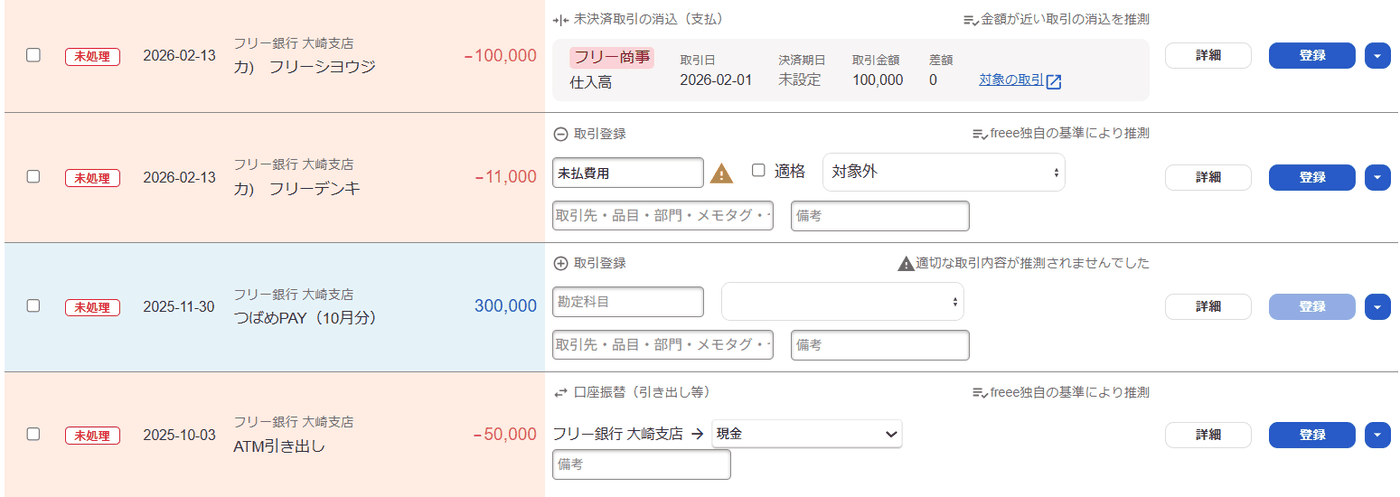 未決済取引の消込（支払）
金額が近い取引の消込を推測
未処理
2026-02-13
フリー銀行 大崎支店
カ)　フリーシヨウジ
−100,000
フリー商事
仕入高
取引日
2026-02-01
決済期日
未設定
取引金額
100,000
差額
0
対象の取引
詳細
登録
取引登録
freee独自の基準により推測
未処理
2026-02-13
フリー銀行 大崎支店
カ)　フリーデンキ
−11,000
未払費用
適格
対象外
取引先・品目・部門・メモタグ・
備考
詳細
登録
取引登録
適切な取引内容が推測されませんでした
未処理
2025-11-30
フリー銀行 大崎支店
つばめPAY（10月分）
300,000
勘定科目
取引先・品目・部門・メモタグ・
備考
詳細
登録
口座振替（引き出し等）
freee独自の基準により推測
未処理
2025-10-03
フリー銀行 大崎支店
ATM引き出し
−50,000
フリー銀行 大崎支店 → 現金
備考
詳細
登録